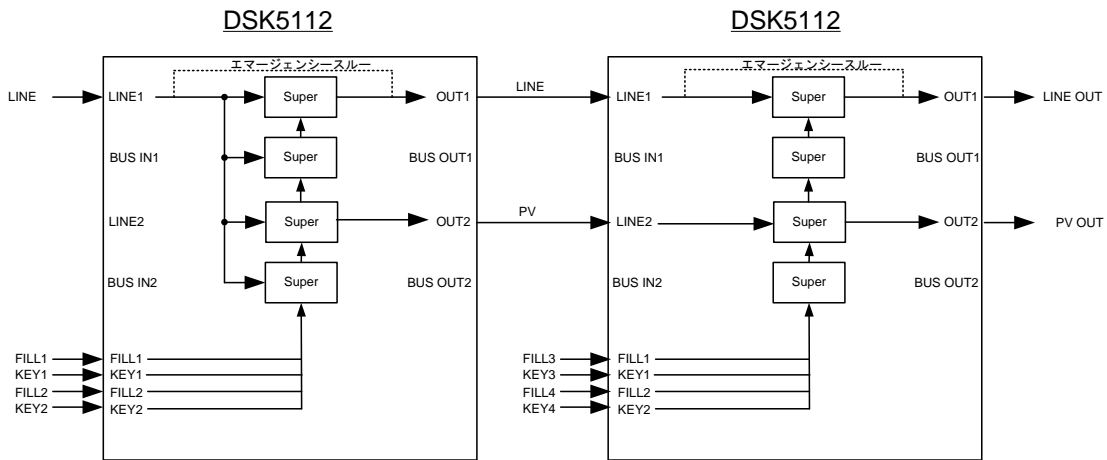 DSK5112
エマージェンシースルー
LINE
LINE1
Super
OUT1
BUS IN1
Super
BUS OUT1
LINE2
Super
OUT2
BUS IN2
Super
BUS OUT2
FILL1
FILL1
KEY1
KEY1
FILL2
FILL2
KEY2
KEY2
LINE
PV
DSK5112
エマージェンシースルー
LINE1
Super
OUT1
LINE OUT
BUS IN1
Super
BUS OUT1
LINE2
Super
OUT2
PV OUT
BUS IN2
Super
BUS OUT2
FILL3
FILL1
KEY3
KEY1
FILL4
FILL2
KEY4
KEY2